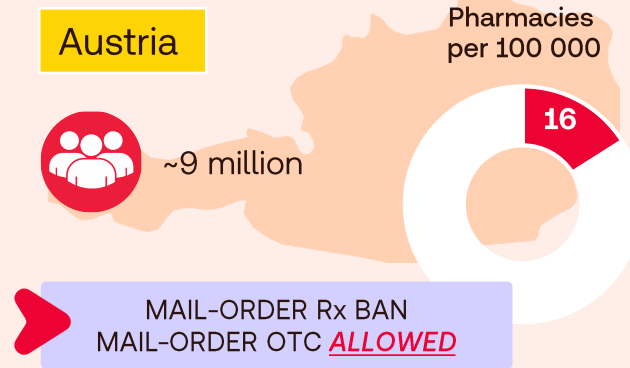 Austria
Pharmacies
per 100 000
16
~9 million
MAIL-ORDER Rx BAN
MAIL-ORDER OTC ALLOWED